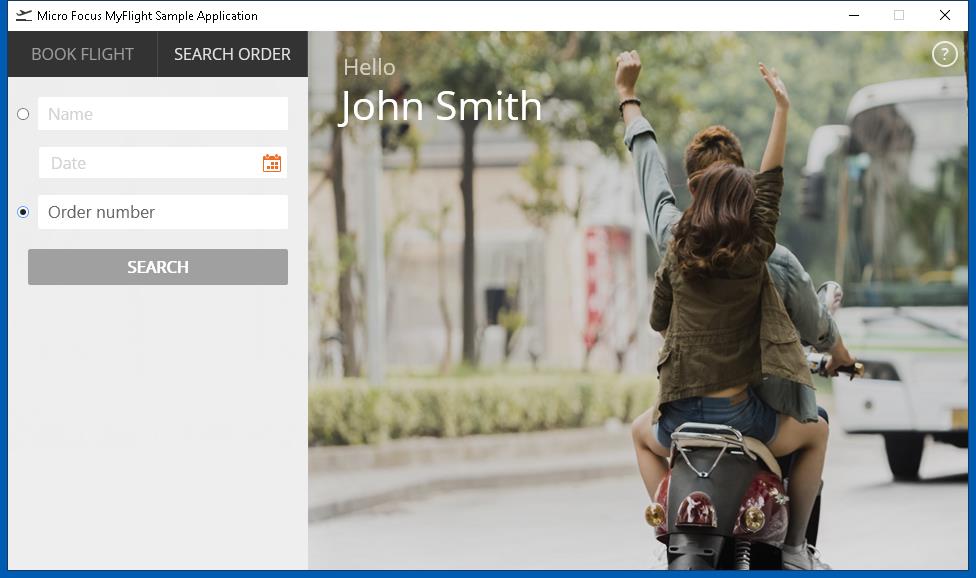 Micro Focus MyFlight Sample Application
BOOK FLIGHT
SEARCH ORDER
Name
Date
Order number
SEARCH
Hello
John Smith
?